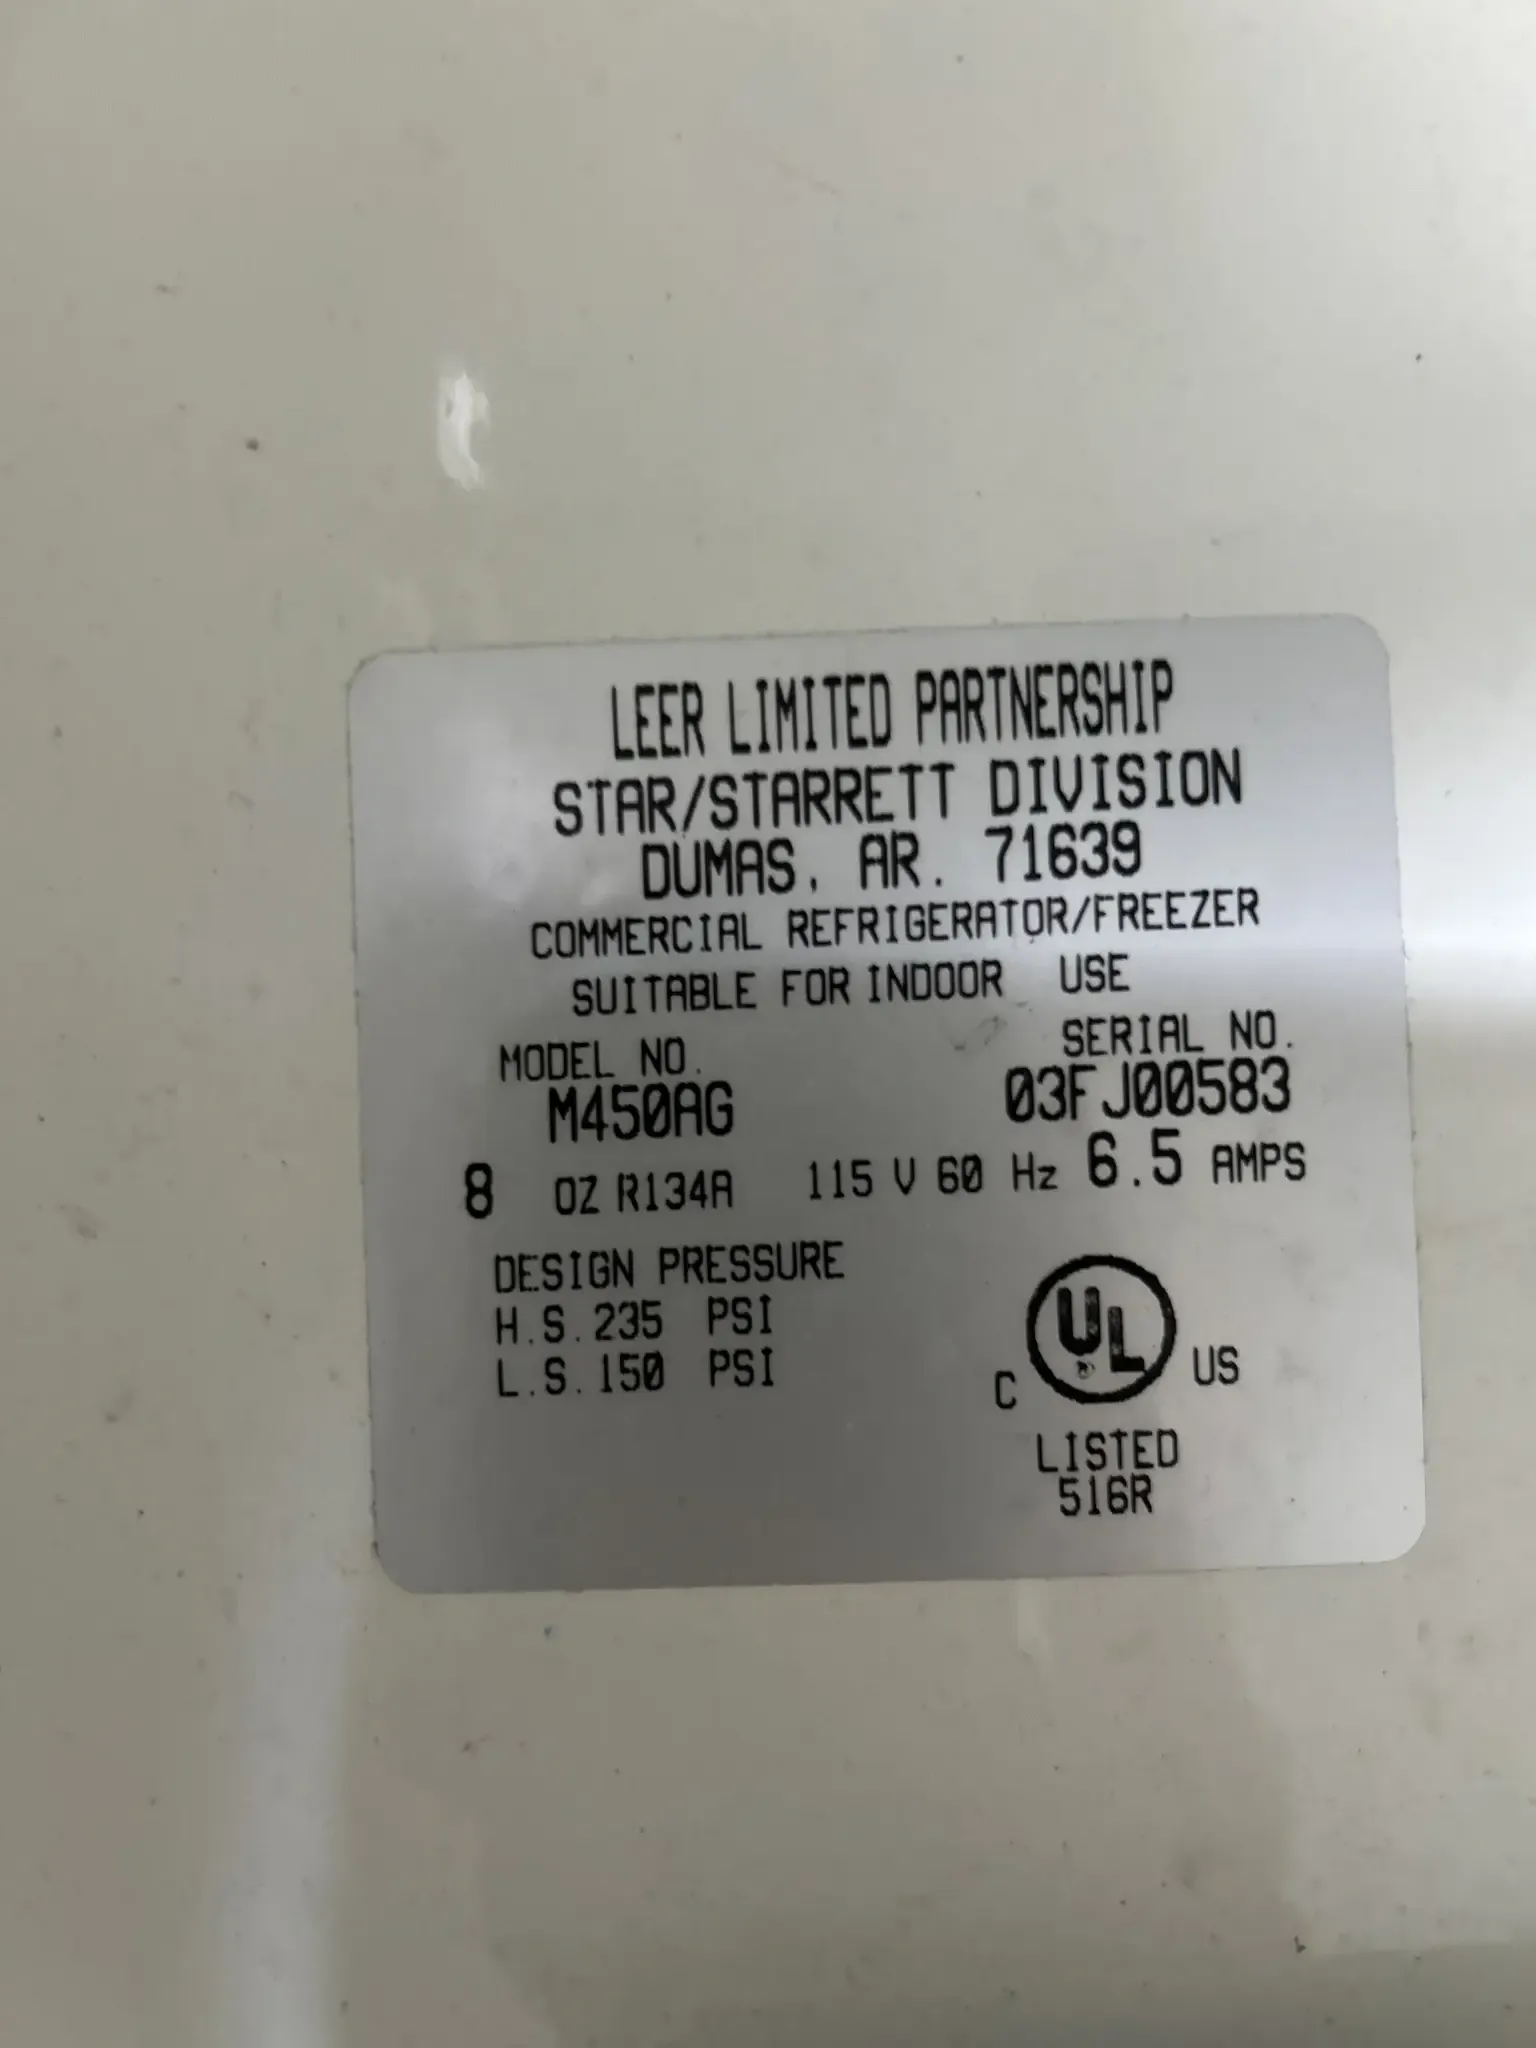 LEER LIMITED PARTNERSHIP
STAR/STARRETT DIVISION
DUMAS, AR. 71639
COMMERCIAL REFRIGERATOR/FREEZER
SUITABLE FOR INDOOR USE
MODEL NO. SERIAL NO.
M450AG 03FJ00583
8 OZ R134A 115 V 60 Hz 6.5 AMPS
DESIGN PRESSURE
H.S. 235 PSI
L.S. 150 PSI
C UL ® US
LISTED
516R